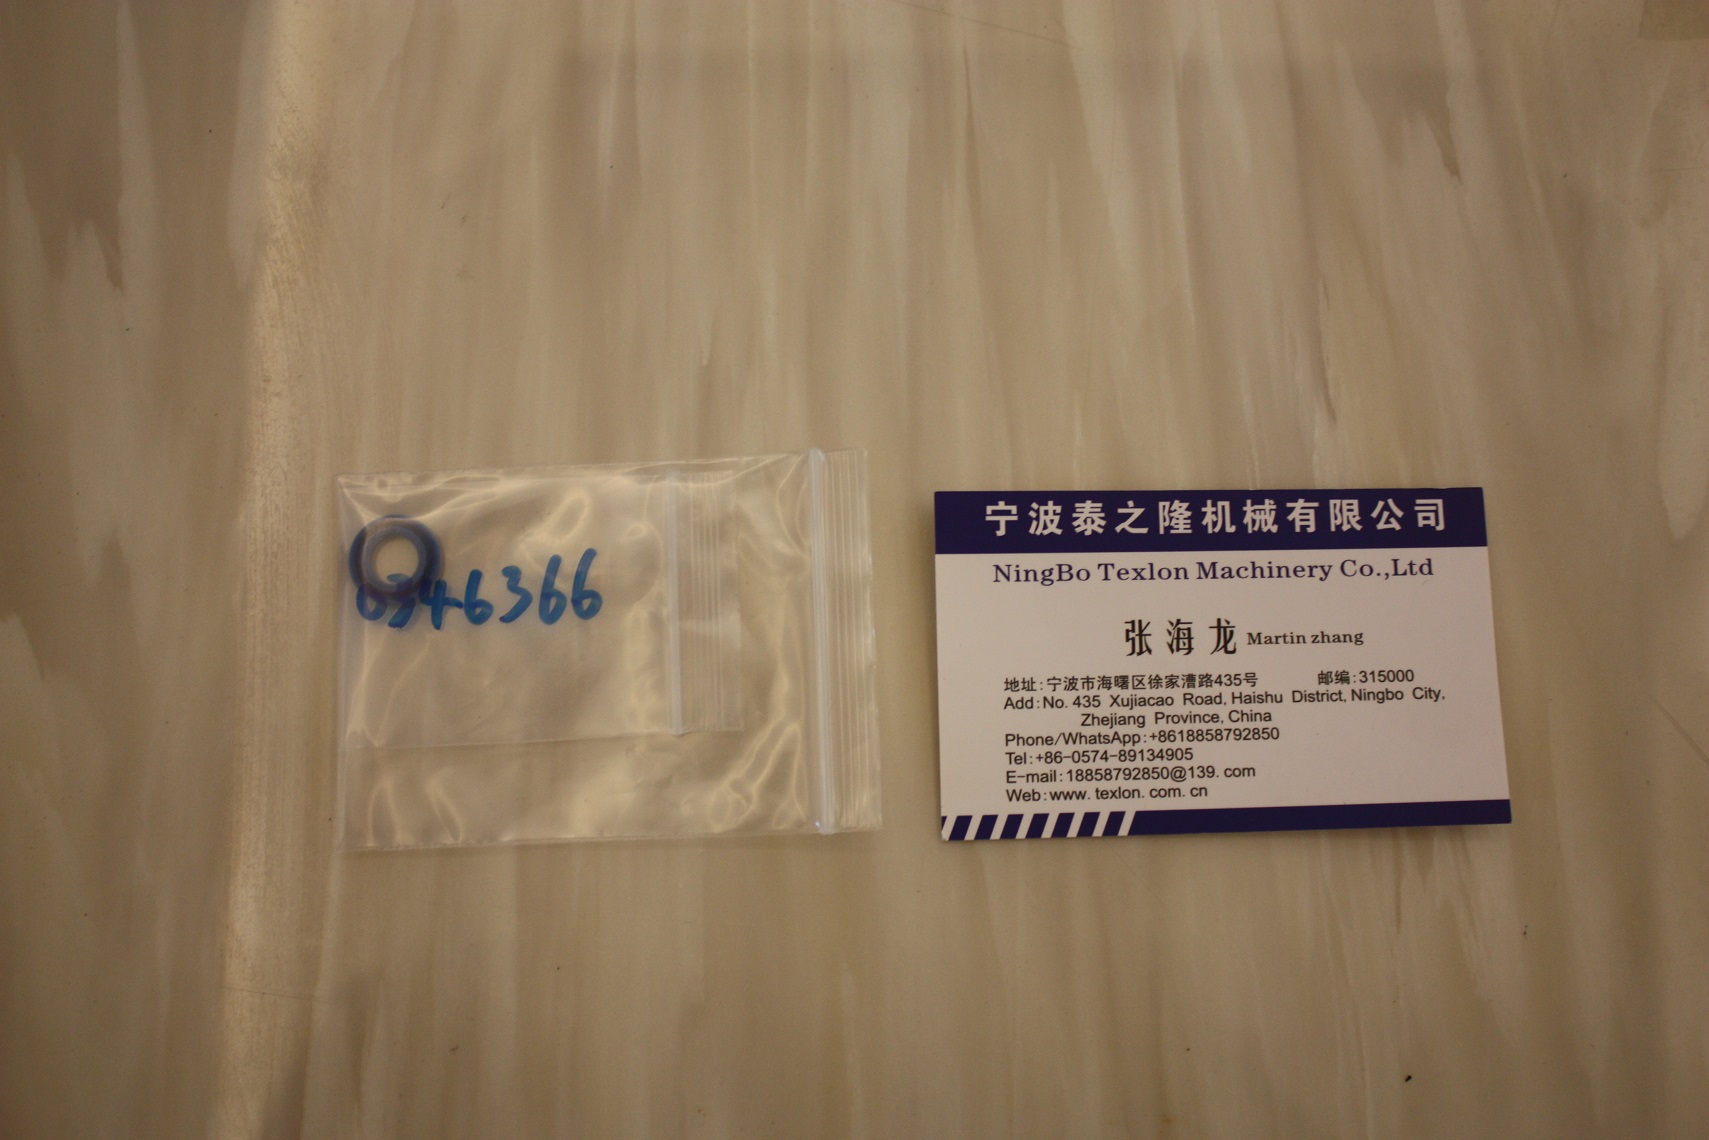 6346366
宁波泰之隆机械有限公司
NingBo Texlon Machinery Co.,Ltd
张海龙 Martin zhang
地址:宁波市海曙区徐家漕路435号 邮编:315000
Add:No. 435 Xujiacao Road, Haishu District, Ningbo City,
Zhejiang Province, China
Phone/WhatsApp:+8618858792850
Tel:+86-0574-89134905
E-mail:18858792850@139. com
Web:www. texlon. com. cn